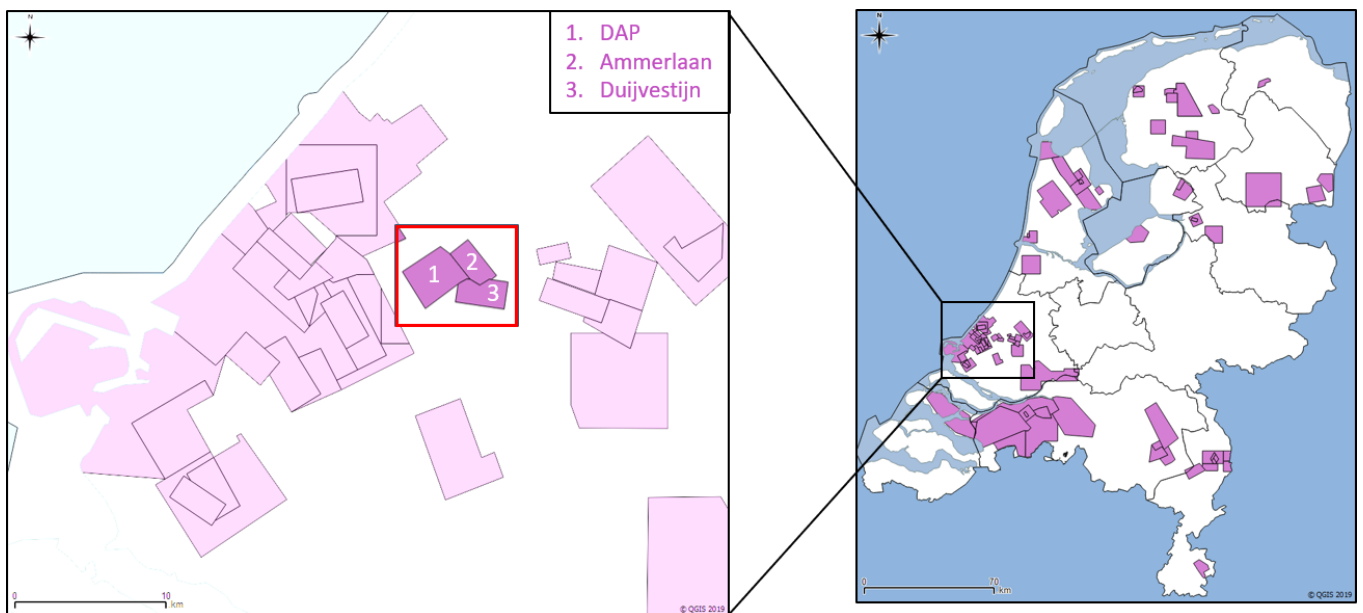 N
1. DAP
2. Ammerlaan
3. Duijvestijn
1
2
3
0 10
km
© QGIS 2019
N
0 70
km
© QGIS 2019